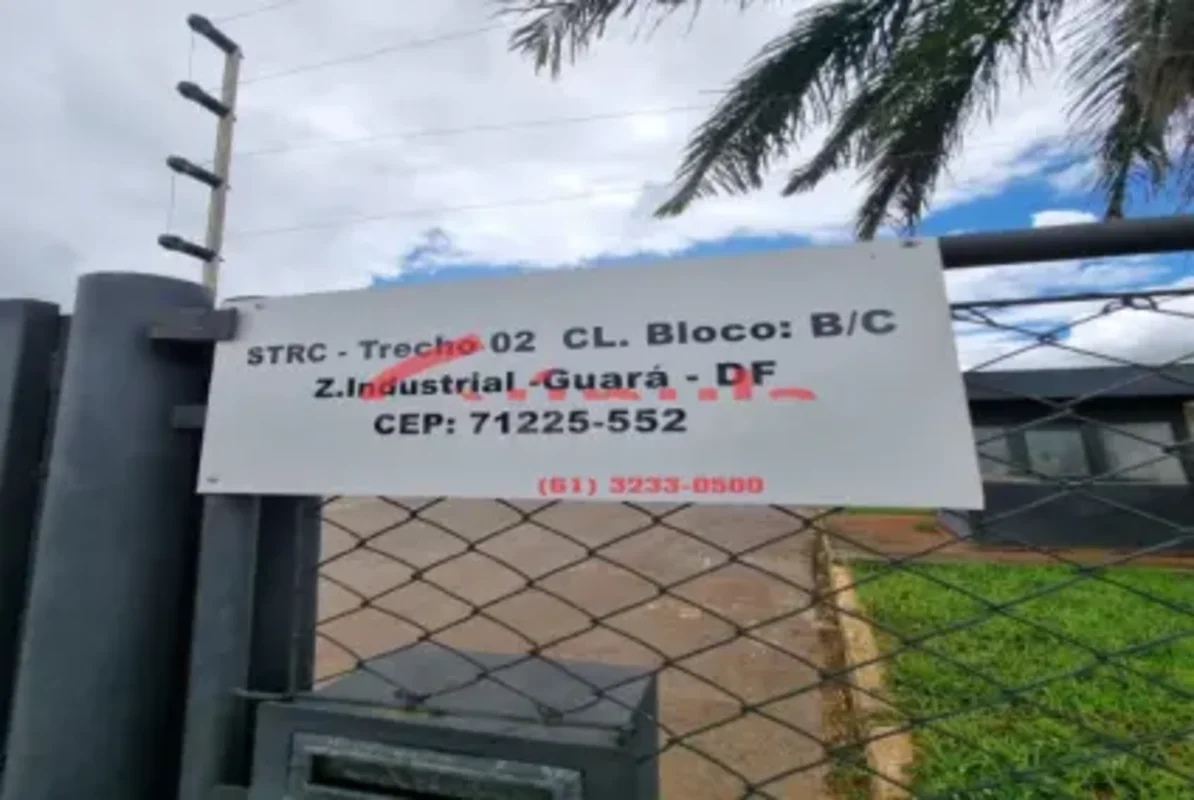 STRC - Trecho 02 CL. Bloco: B/C
Z.Industrial -Guará - DF
CEP: 71225-552
(61) 3233-0500